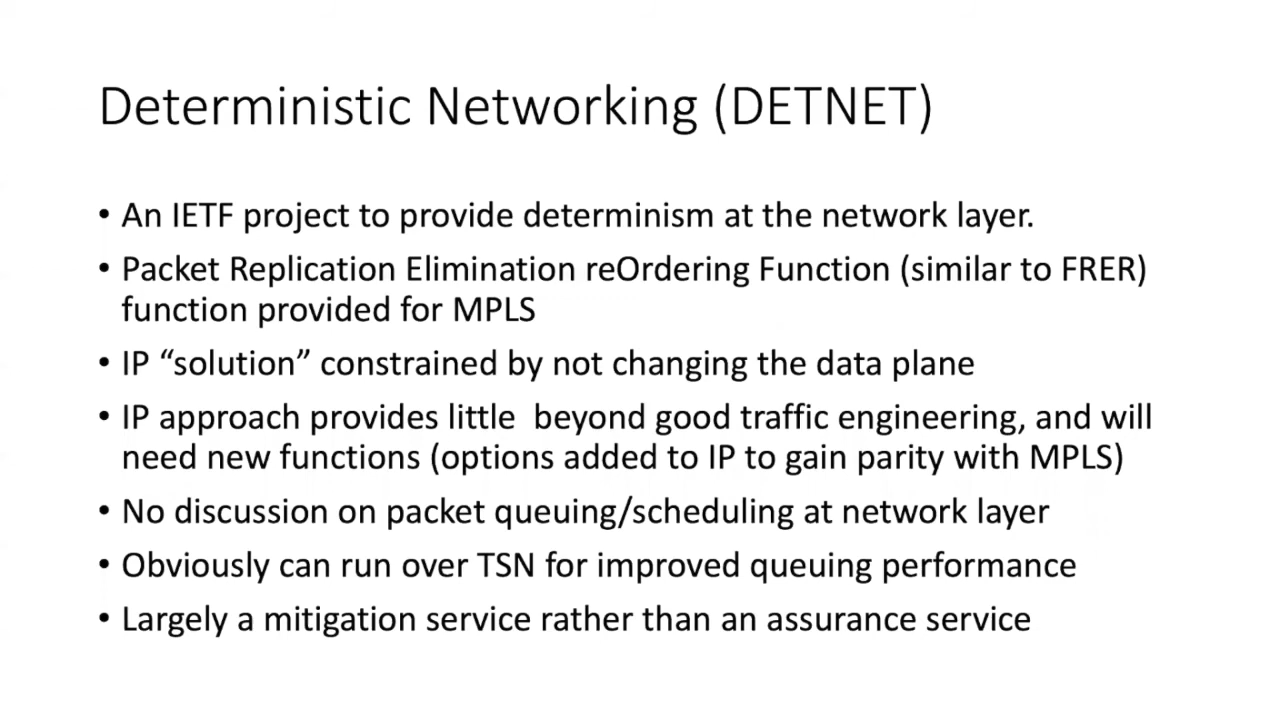 Deterministic Networking (DETNET)
• An IETF project to provide determinism at the network layer.
• Packet Replication Elimination reOrdering Function (similar to FRER)
function provided for MPLS
• IP “solution” constrained by not changing the data plane
• IP approach provides little  beyond good traffic engineering, and will
need new functions (options added to IP to gain parity with MPLS)
• No discussion on packet queuing/scheduling at network layer
• Obviously can run over TSN for improved queuing performance
• Largely a mitigation service rather than an assurance service